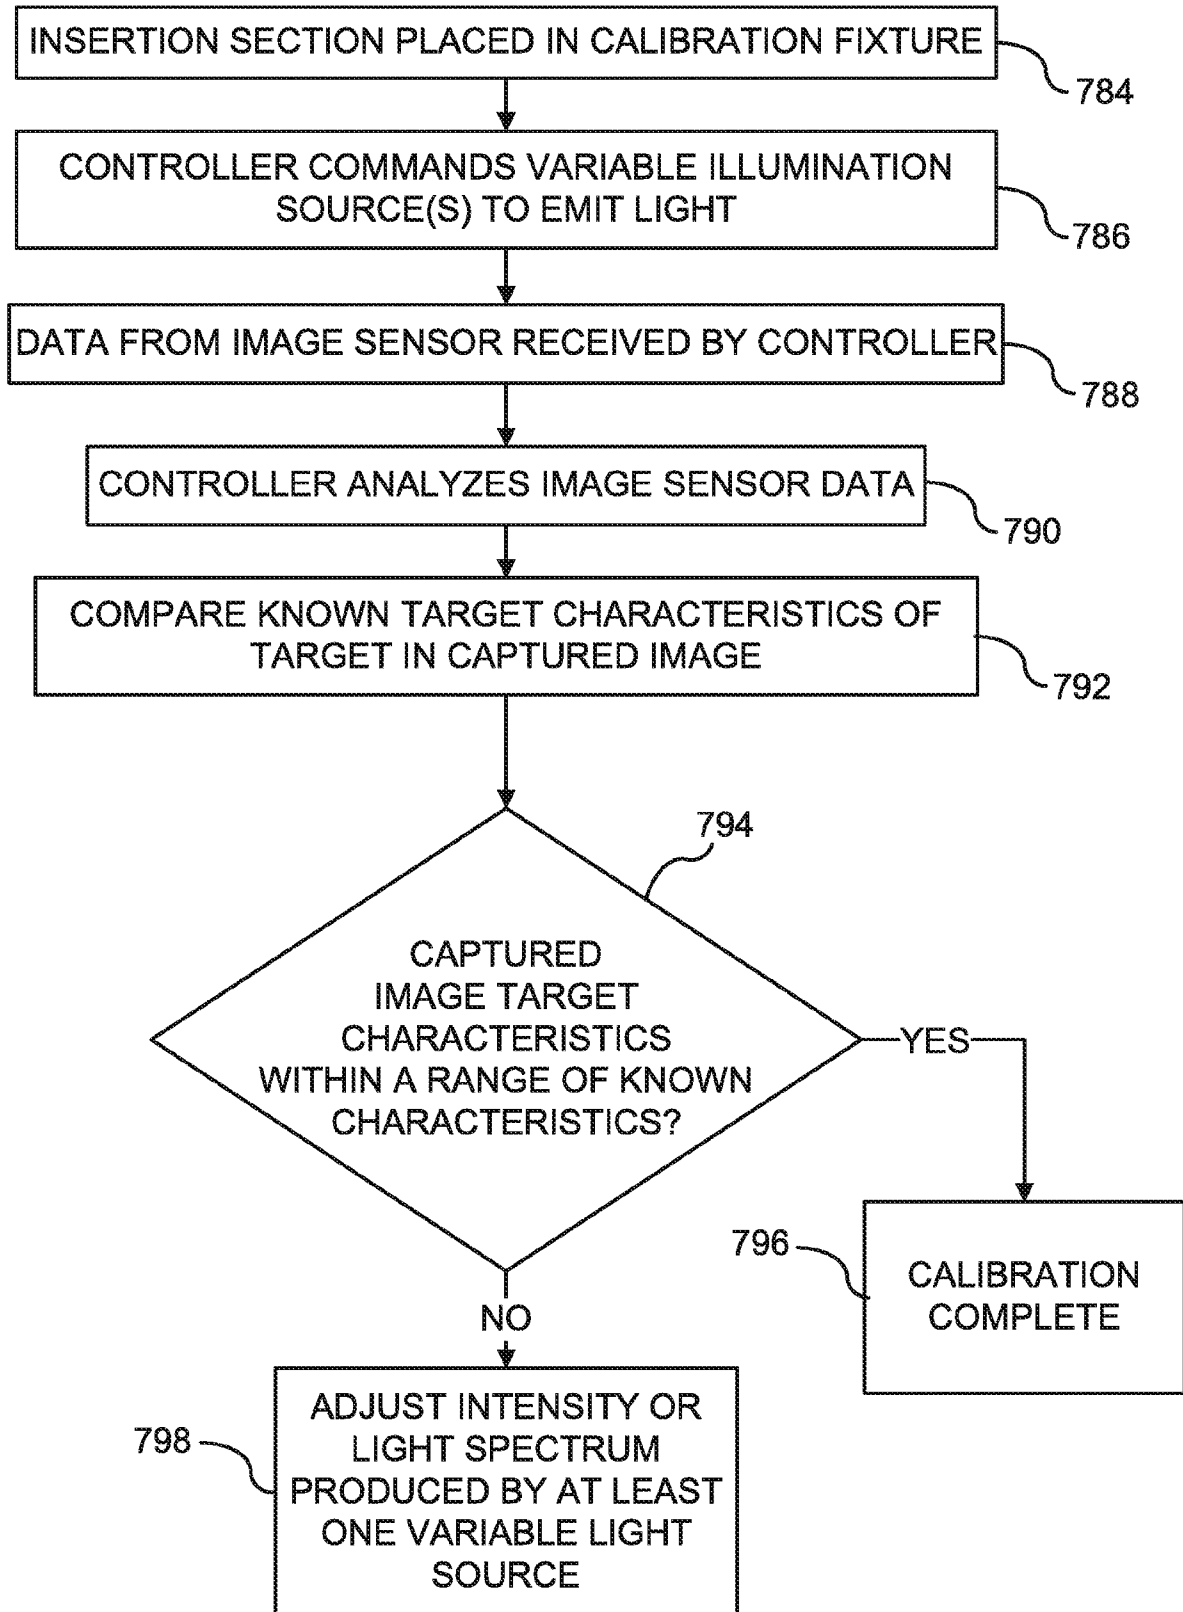 INSERTION SECTION PLACED IN CALIBRATION FIXTURE
784
CONTROLLER COMMANDS VARIABLE ILLUMINATION
SOURCE(S) TO EMIT LIGHT
786
DATA FROM IMAGE SENSOR RECEIVED BY CONTROLLER
788
CONTROLLER ANALYZES IMAGE SENSOR DATA
790
COMPARE KNOWN TARGET CHARACTERISTICS OF
TARGET IN CAPTURED IMAGE
792
794
CAPTURED
IMAGE TARGET
CHARACTERISTICS
WITHIN A RANGE OF KNOWN
CHARACTERISTICS?
YES
796
CALIBRATION
COMPLETE
NO
798
ADJUST INTENSITY OR
LIGHT SPECTRUM
PRODUCED BY AT LEAST
ONE VARIABLE LIGHT
SOURCE